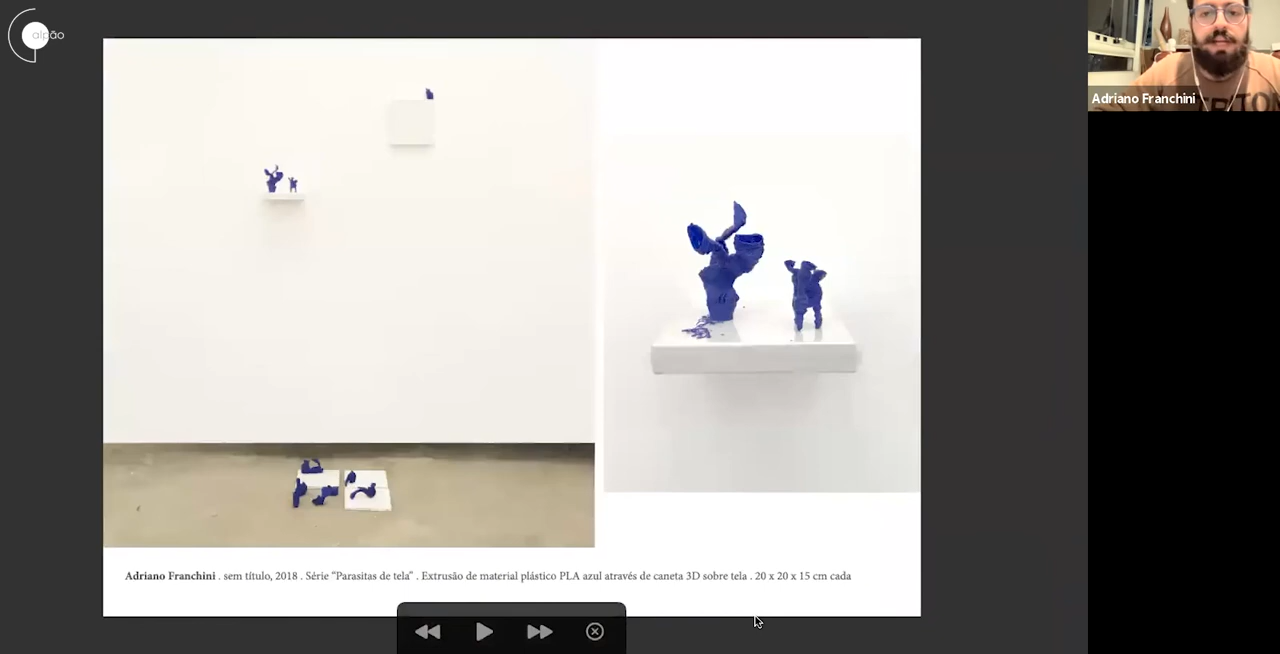 alpão
Adriano Franchini
Adriano Franchini . sem título, 2018 . Série “Parasitas de tela” . Extrusão de material plástico PLA azul através de caneta 3D sobre tela . 20 x 20 x 15 cm cada